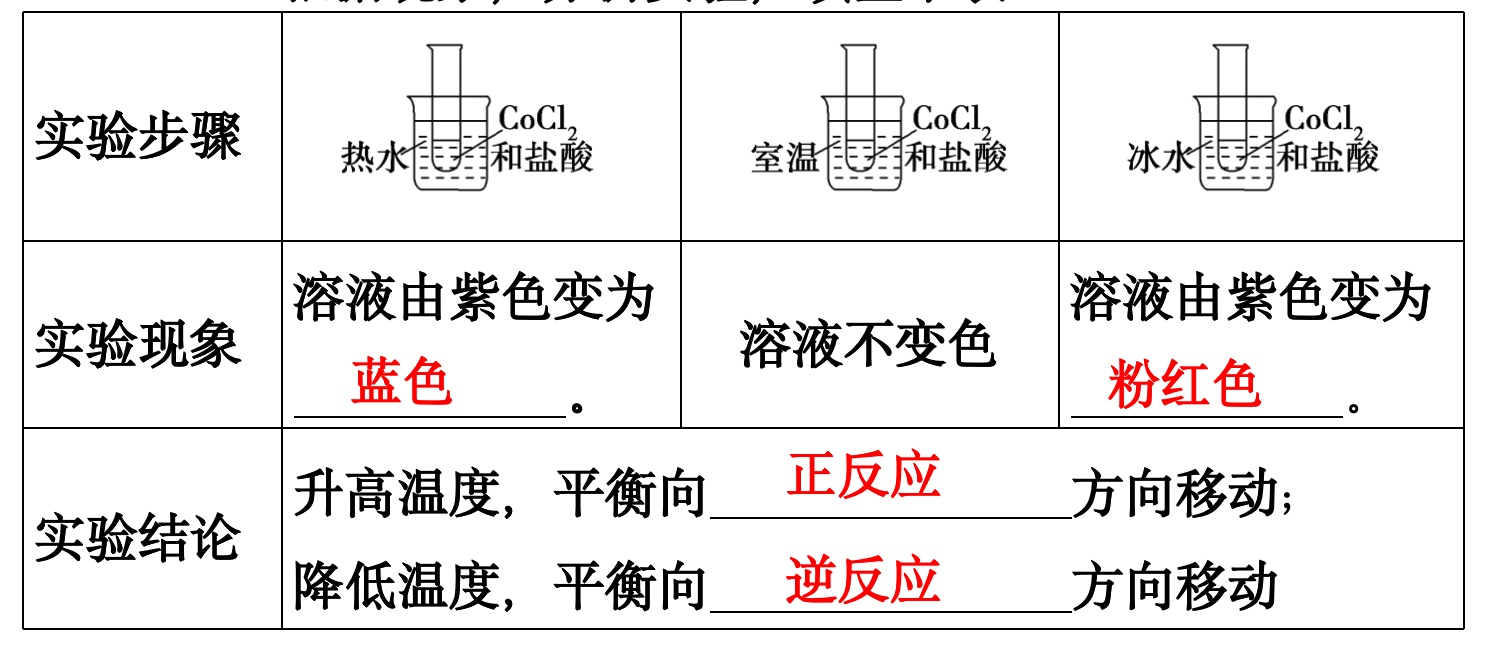 实验步骤
热水
CoCl₂
和盐酸
室温
CoCl₂
和盐酸
冰水
CoCl₂
和盐酸
实验现象
溶液由紫色变为
蓝色。
溶液不变色
溶液由紫色变为
粉红色。
实验结论
升高温度，平衡向正反应方向移动；
降低温度，平衡向逆反应方向移动